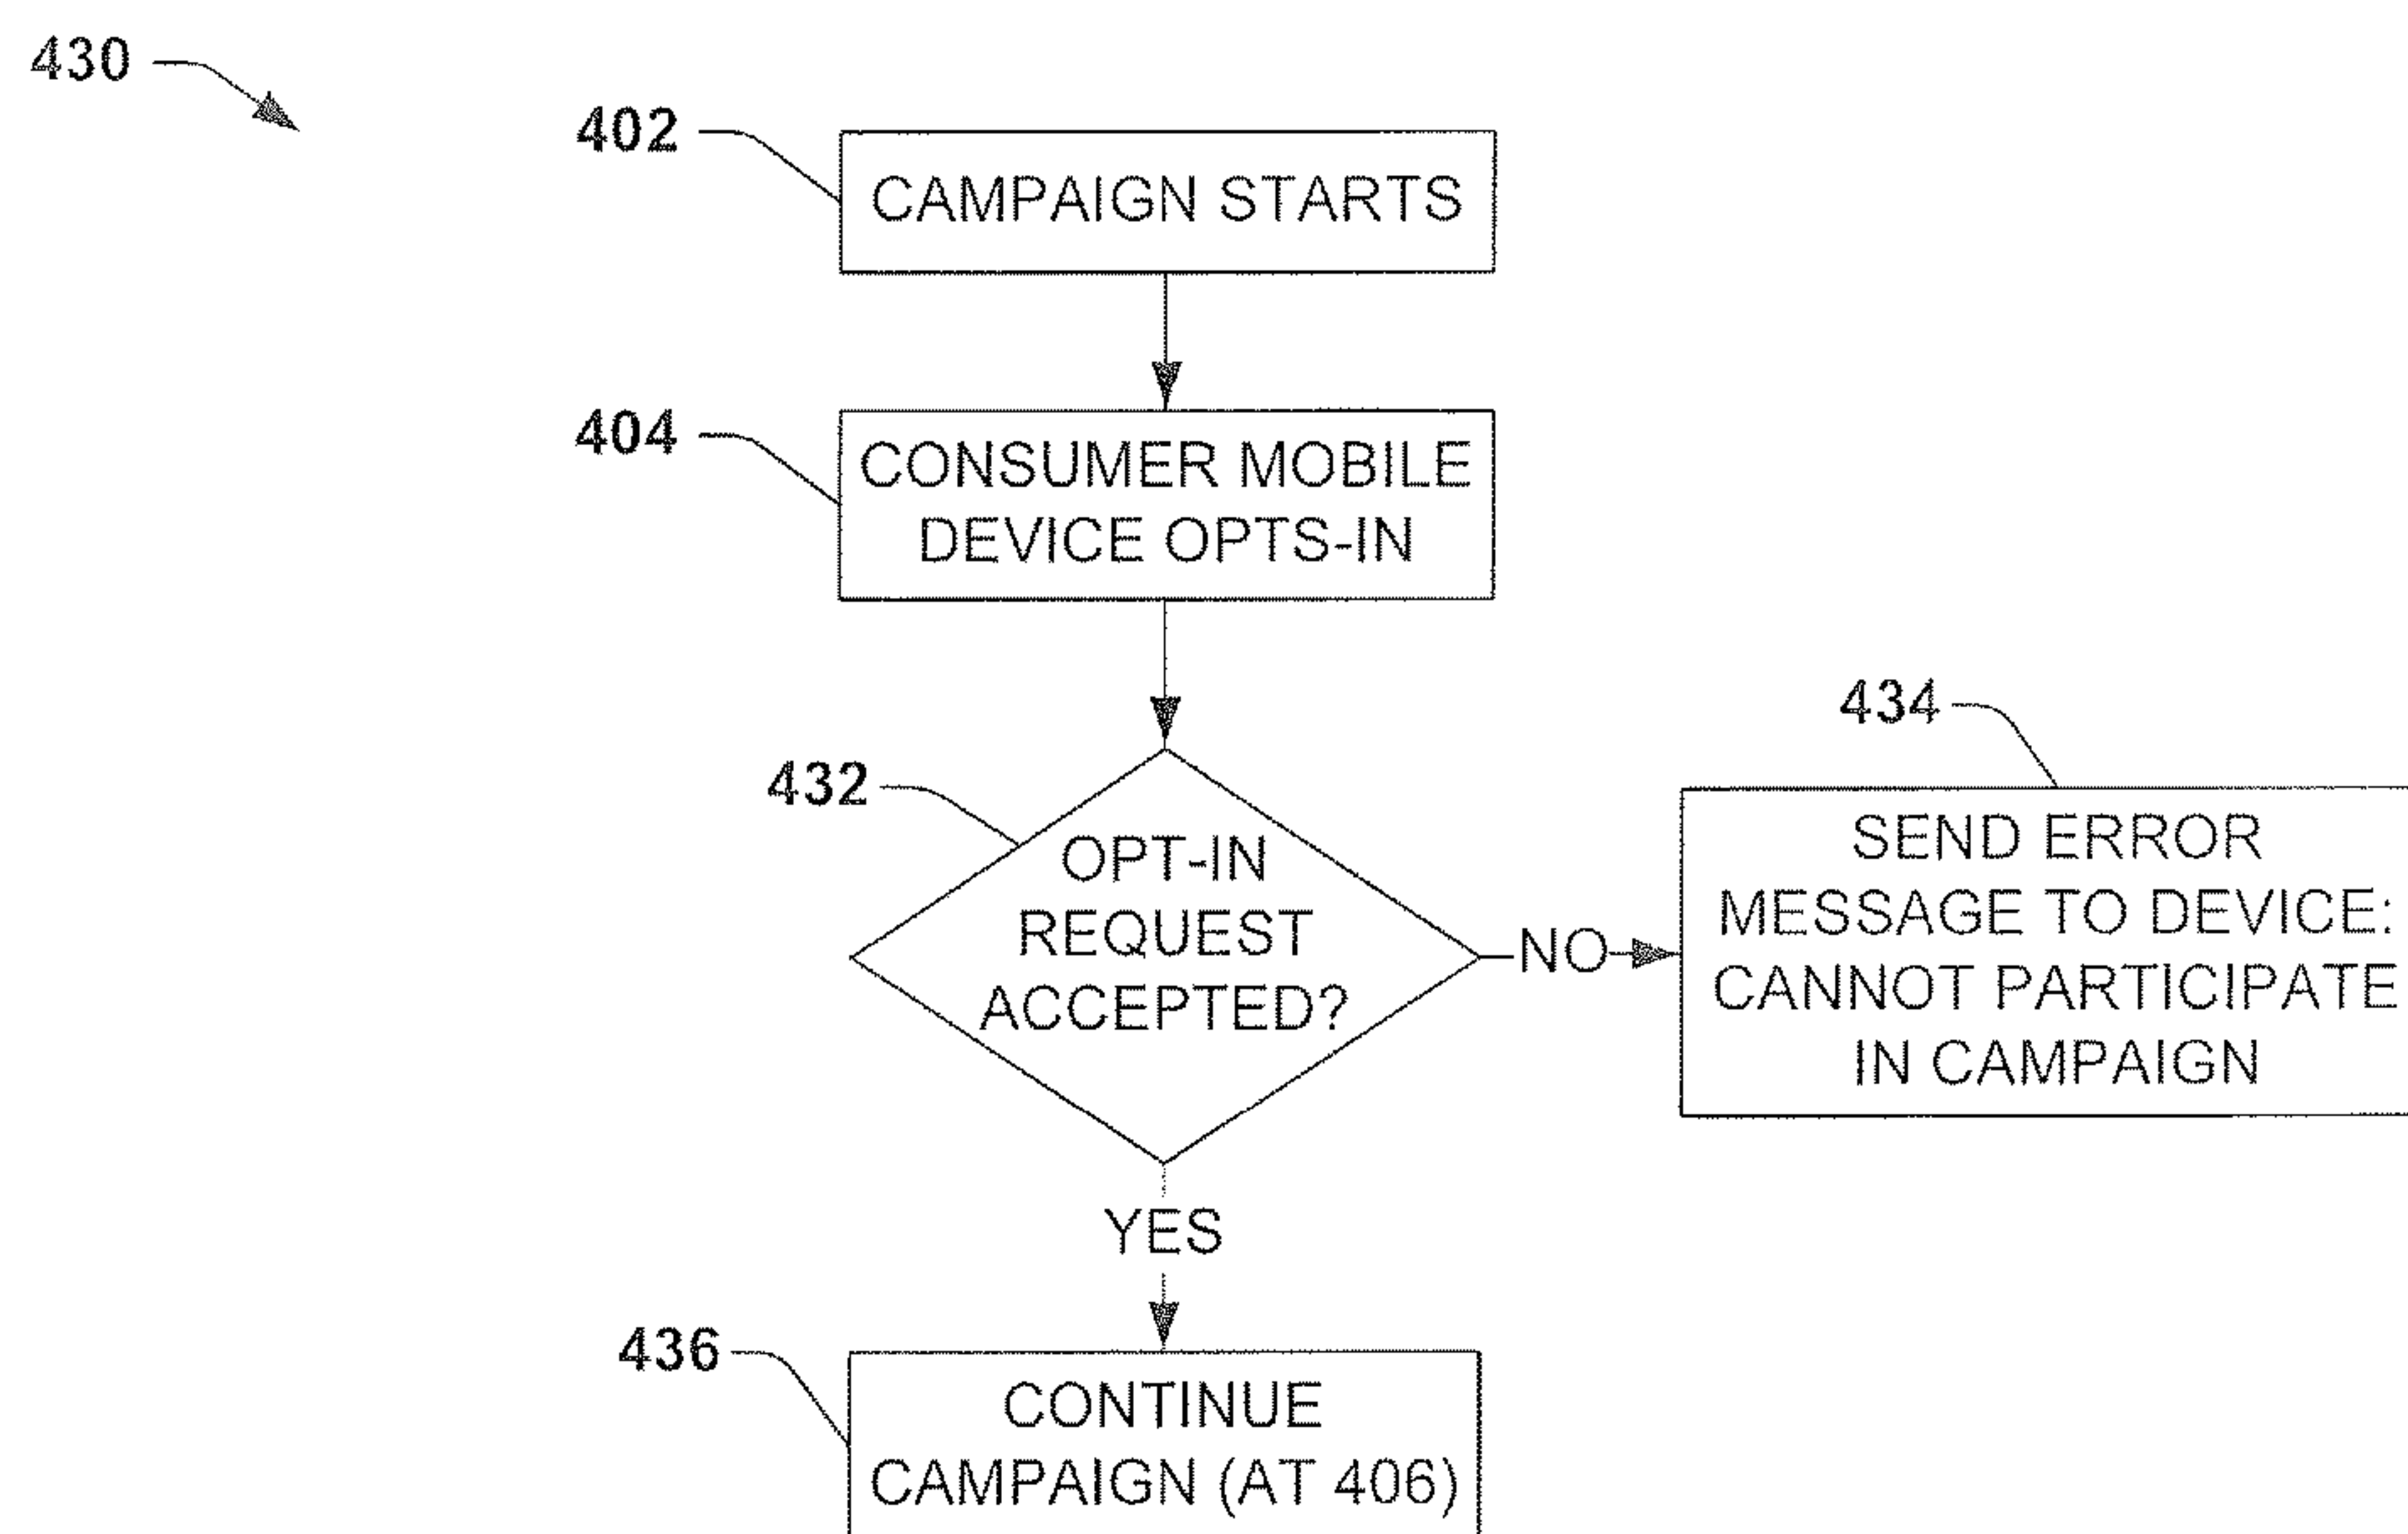 430
402
CAMPAIGN STARTS
404
CONSUMER MOBILE
DEVICE OPTS-IN
432
OPT-IN
REQUEST
ACCEPTED?
NO
434
SEND ERROR
MESSAGE TO DEVICE:
CANNOT PARTICIPATE
IN CAMPAIGN
YES
436
CONTINUE
CAMPAIGN (AT 406)